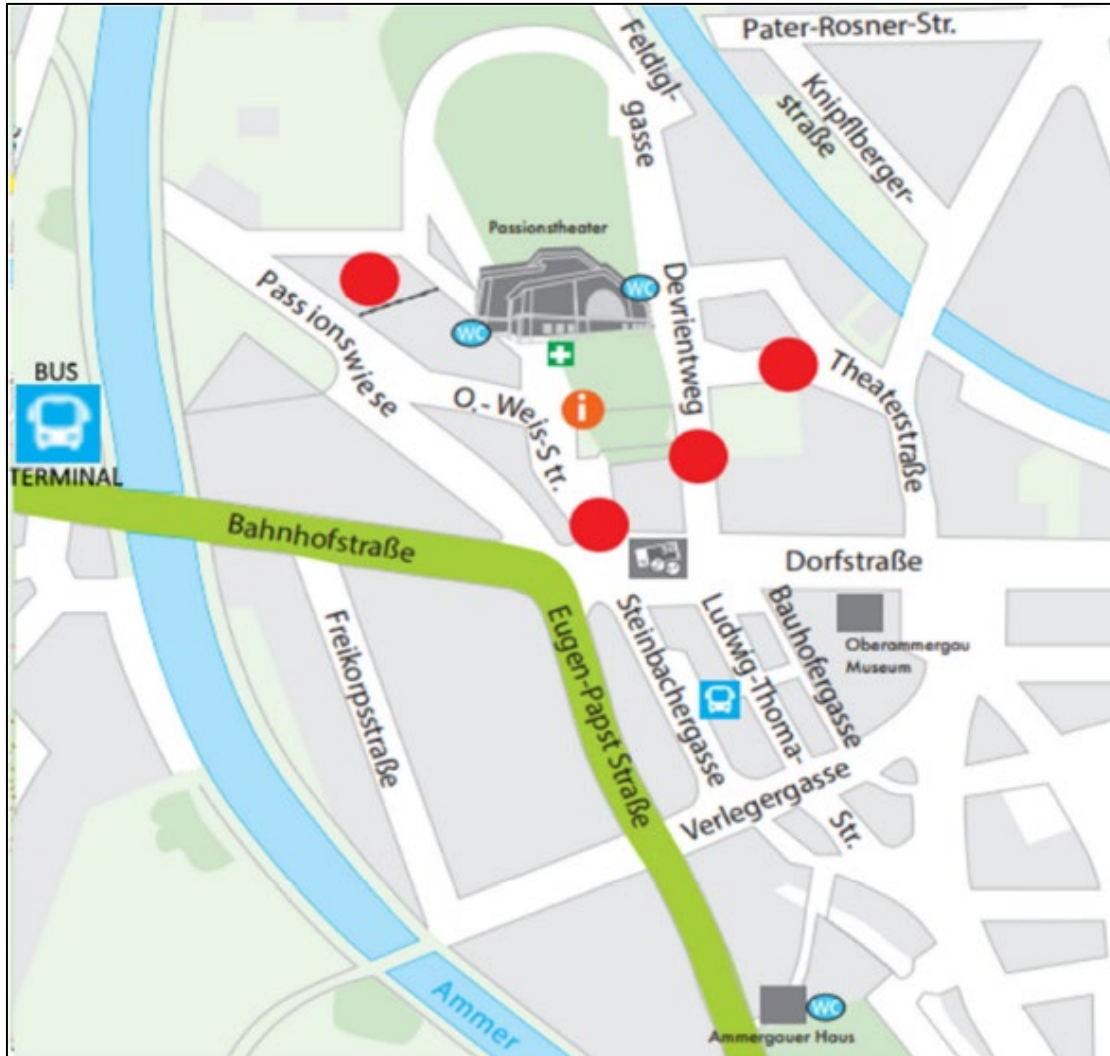 Pater-Rosner-Str.
Feldigl-
gasse
Knipflberger-
straße
Passionstheater
WC
WC
Passionswiese
Devrientweg
BUS
TERMINAL
O.-Weis-Str.
i
Theaterstraße
Bahnhofstraße
Dorfstraße
Freikorpsstraße
Eugen-Papst Straße
Steinbachergasse
Ludwig-Thoma-
Str.
Bauhofergasse
Oberammergau
Museum
Verlegergasse
Ammer
WC
Ammergauer Haus